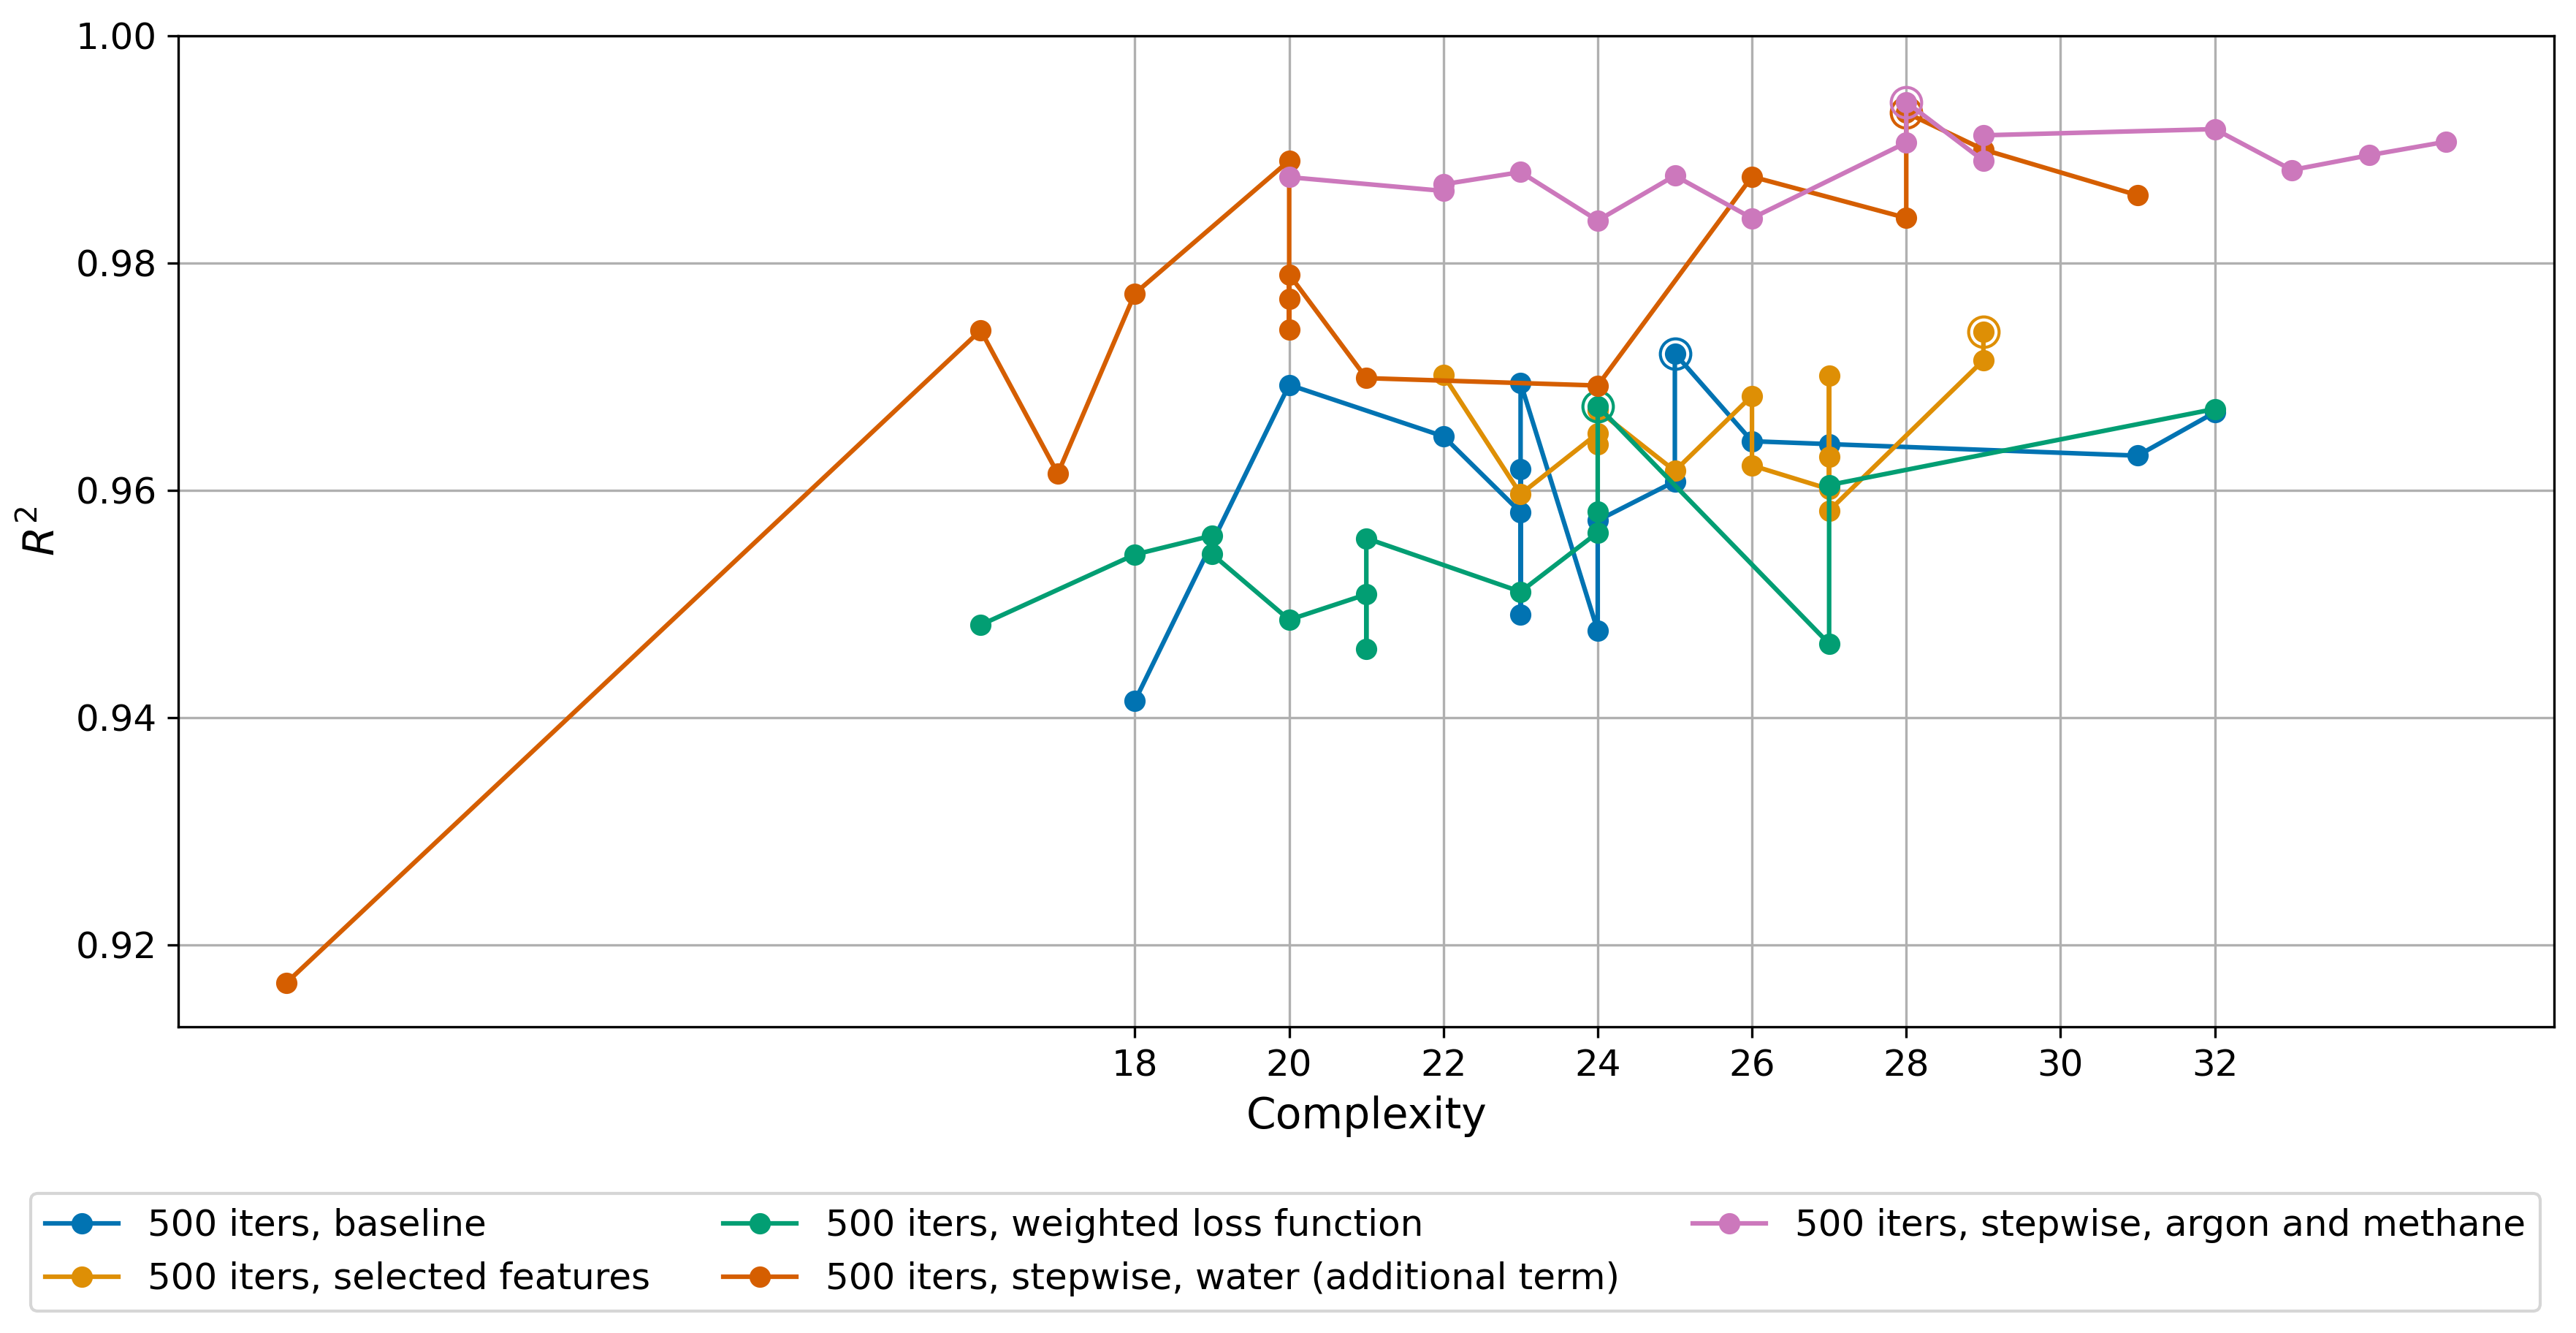 1.00
0.98
0.96
0.94
0.92
R²
18 20 22 24 26 28 30 32
Complexity
500 iters, baseline
500 iters, selected features
500 iters, weighted loss function
500 iters, stepwise, water (additional term)
500 iters, stepwise, argon and methane